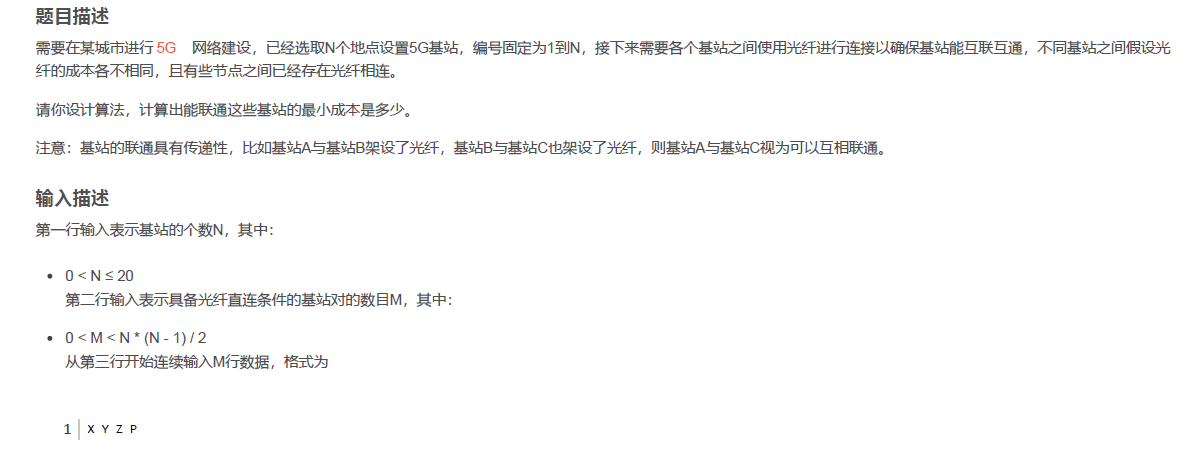 题目描述
需要在某城市进行 5G 网络建设，已经选取N个地点设置5G基站，编号固定为1到N，接下来需要各个基站之间使用光纤进行连接以确保基站能互联互通，不同基站之间假设光
纤的成本各不相同，且有些节点之间已经存在光纤相连。
请你设计算法，计算出能联通这些基站的最小成本是多少。
注意：基站的联通具有传递性，比如基站A与基站B架设了光纤，基站B与基站C也架设了光纤，则基站A与基站C视为可以互相联通。
输入描述
第一行输入表示基站的个数N，其中：
• 0 < N ≤ 20
第二行输入表示具备光纤直连条件的基站对的数目M，其中：
• 0 < M < N * (N - 1) / 2
从第三行开始连续输入M行数据，格式为
1 X Y Z P